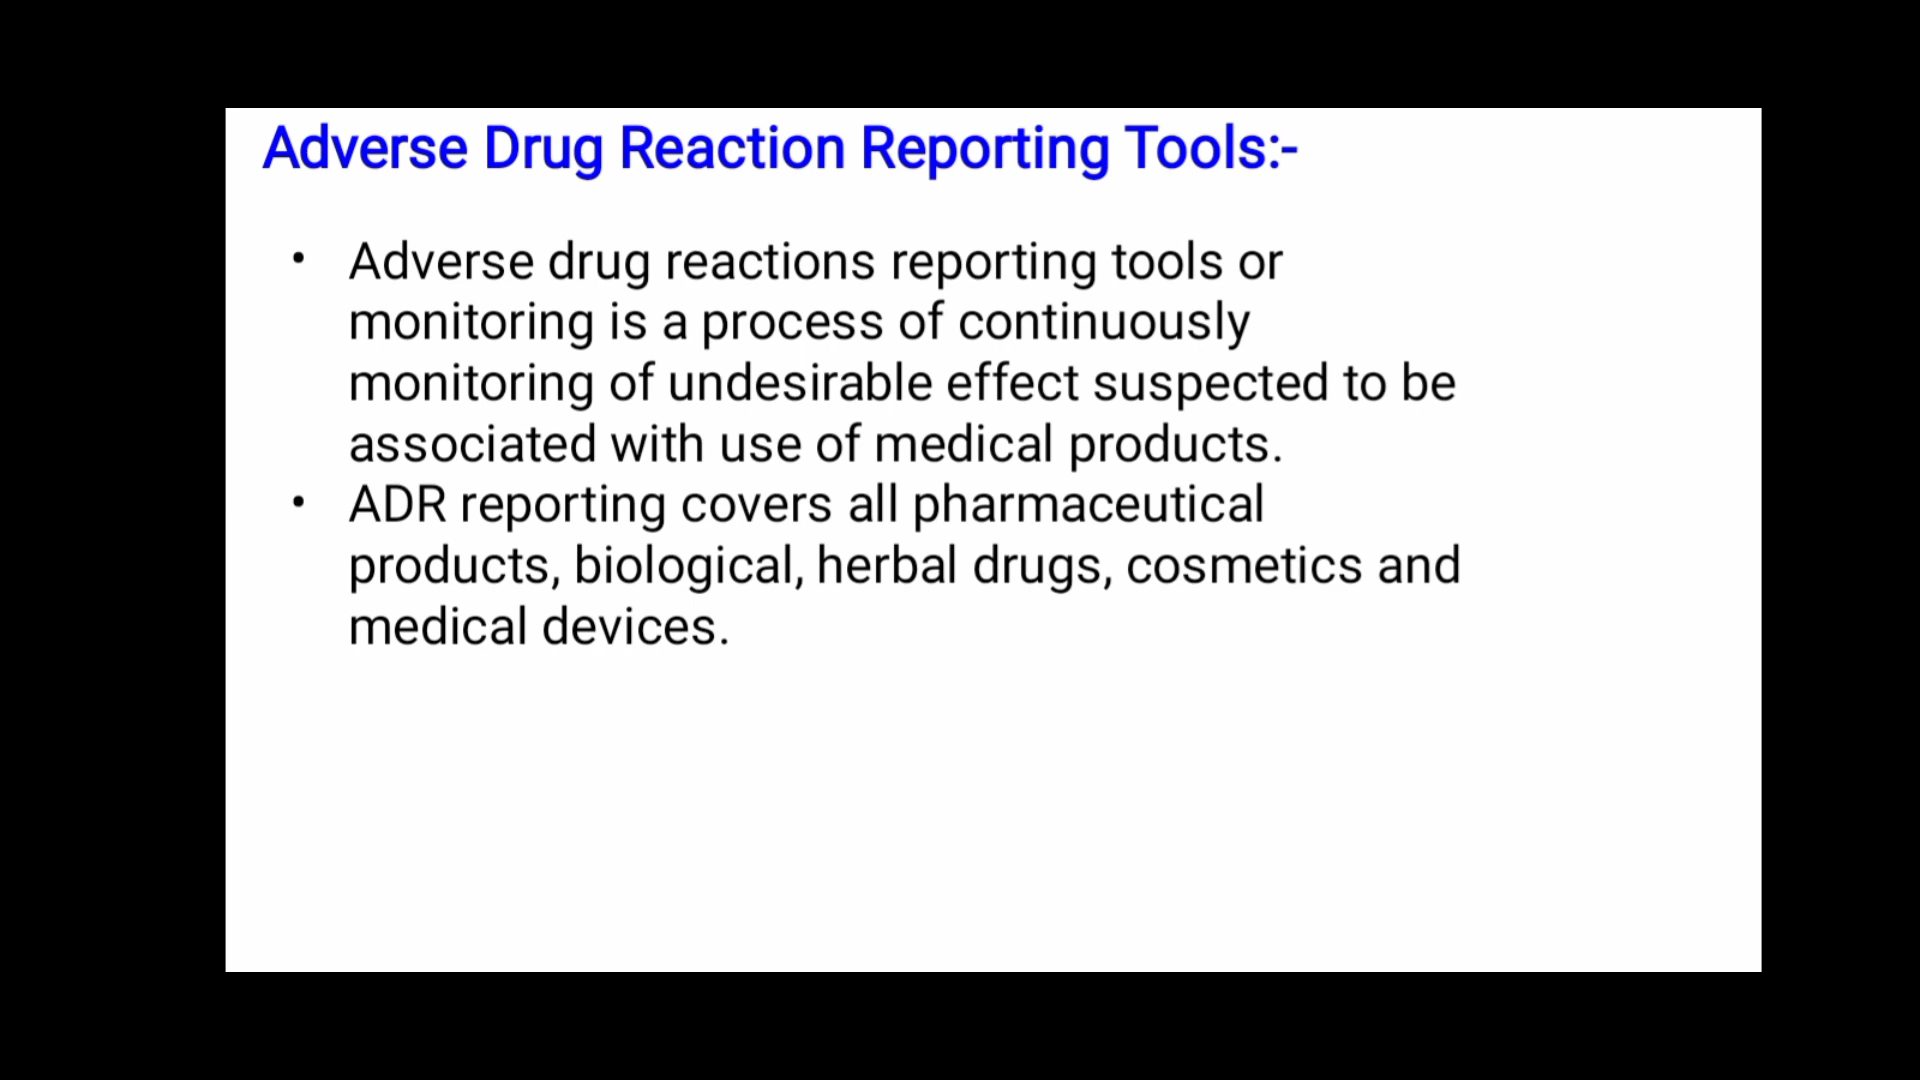 Adverse Drug Reaction Reporting Tools:-
• Adverse drug reactions reporting tools or
monitoring is a process of continuously
monitoring of undesirable effect suspected to be
associated with use of medical products.
• ADR reporting covers all pharmaceutical
products, biological, herbal drugs, cosmetics and
medical devices.